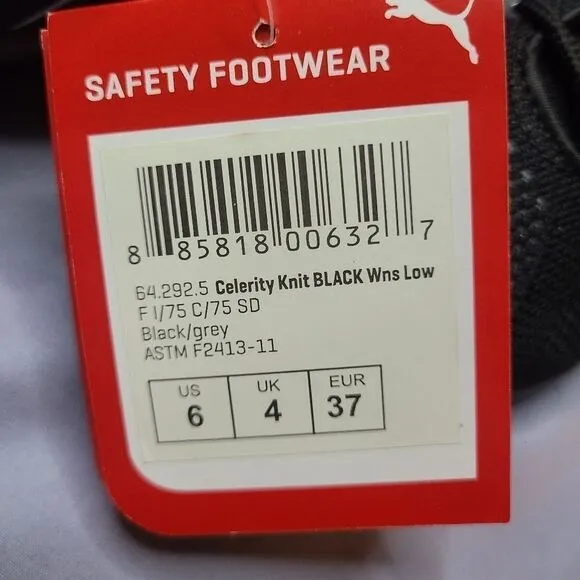 SAFETY FOOTWEAR
8 85818 00632 7
64.292.5 Celerity Knit BLACK Wns Low
F I/75 C/75 SD
Black/grey
ASTM F2413-11
US UK EUR
6 4 37